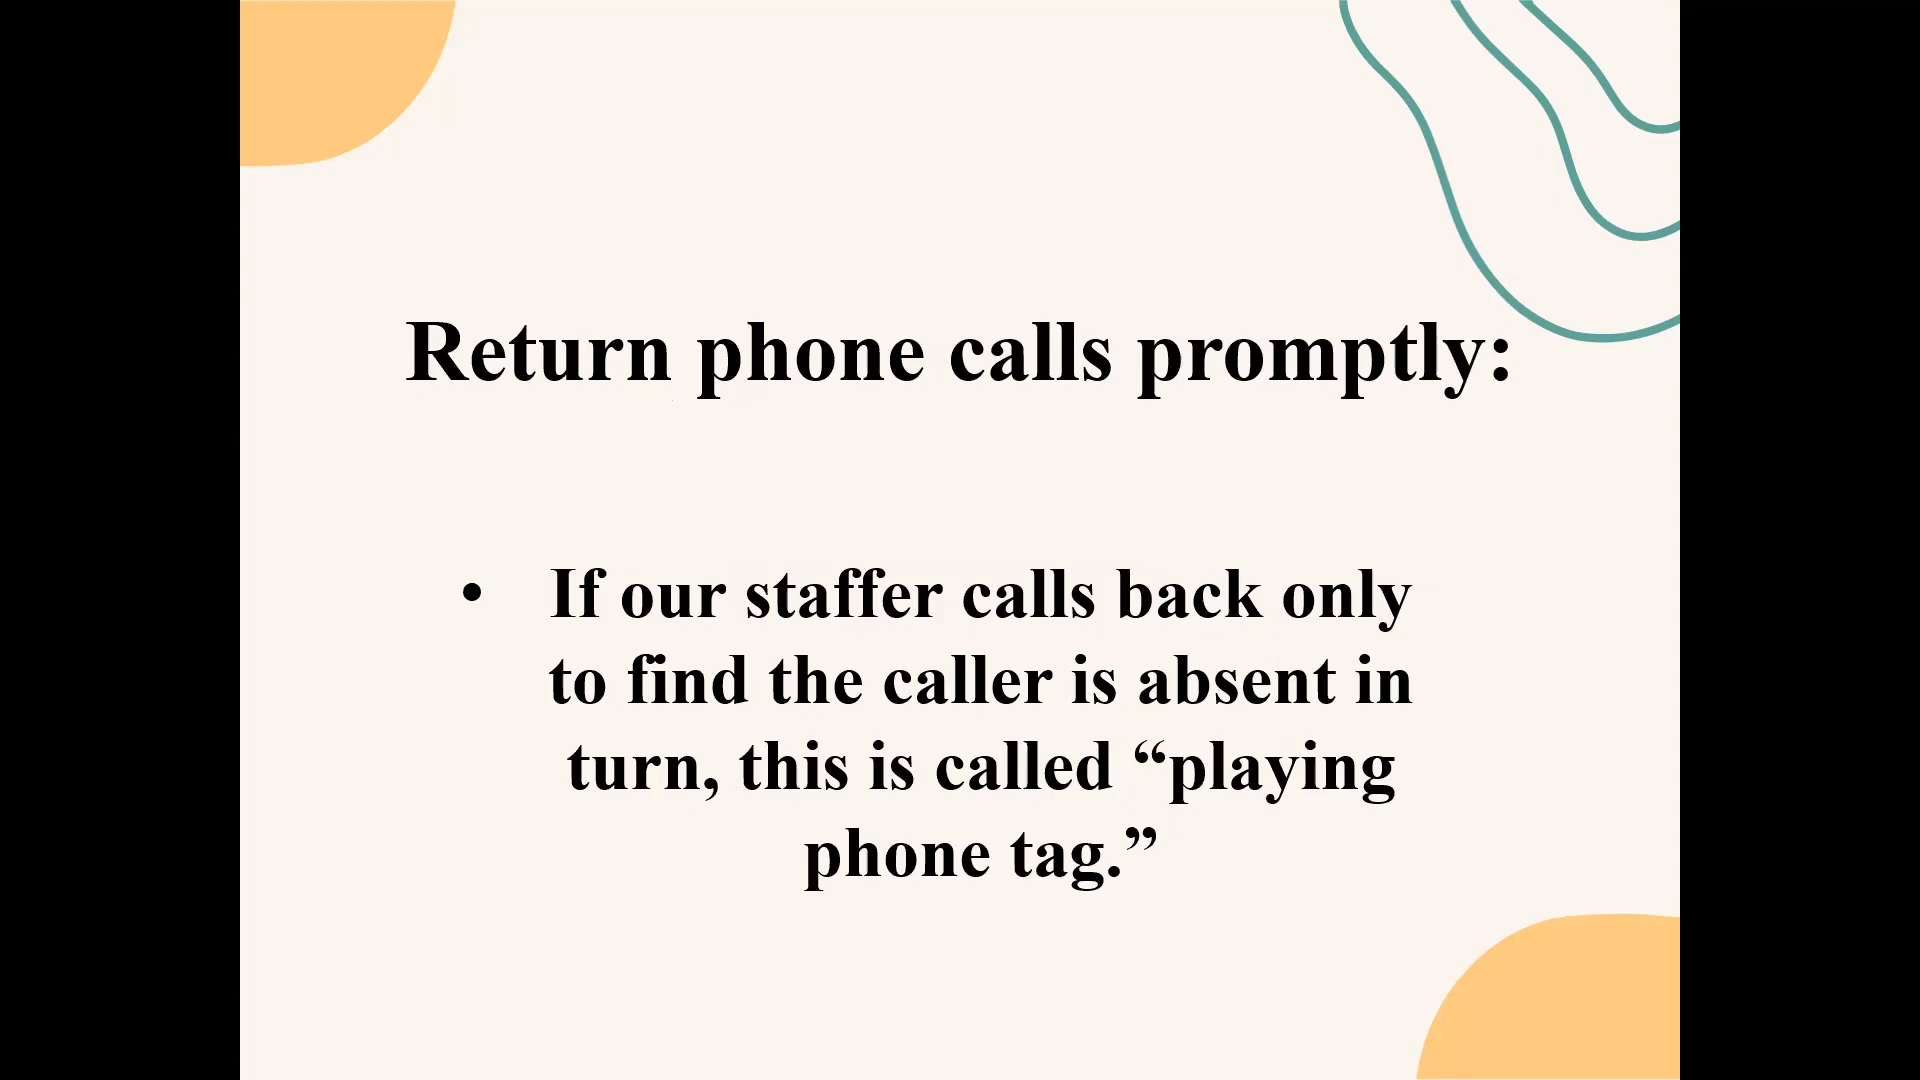 Return phone calls promptly:
• If our staffer calls back only
to find the caller is absent in
turn, this is called “playing
phone tag.”